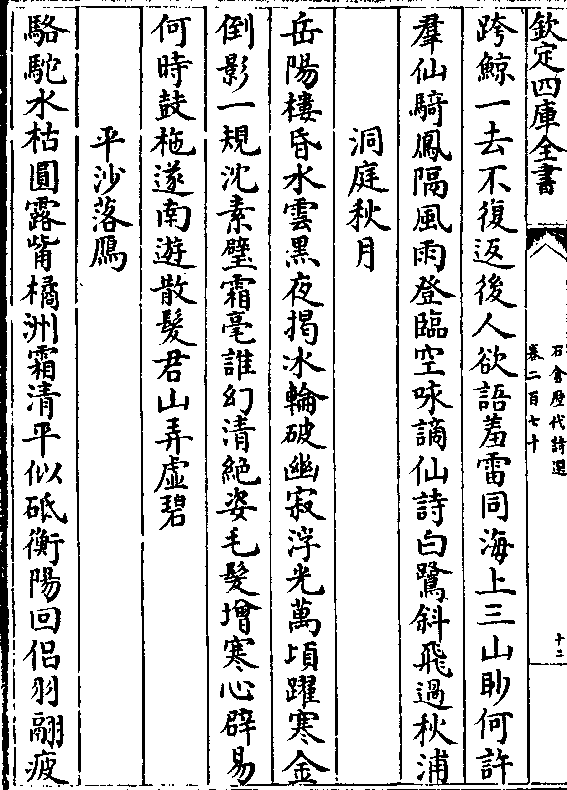 欽定四庫全書
石倉歴代詩選
卷二百七十
十二
跨鯨一去不復返後人欲語羞雷同海上三山眇何許
羣仙騎鳳隔風雨登臨空咏謫仙詩白鷺斜飛過秋浦
洞庭秋月
岳陽樓昏水雲黑夜揭冰輪破幽寂浮光萬頃躍寒金
倒影一規沈素璧霜毫誰幻清絶姿毛髮增寒心辟易
何時鼓柁遂南遊散髮君山弄虚碧
平沙落鴈
駱駝水枯圓露觜橘洲霜清平似砥衡陽回侣羽翮疲